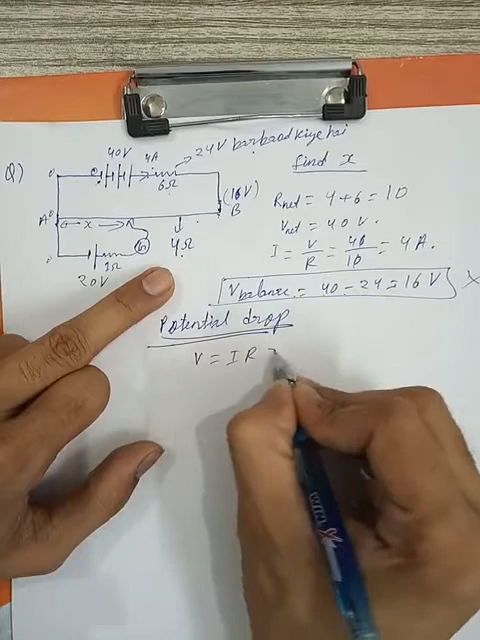 Q)
40V
4A
24V barbaad kiye hai
6Ω
find x
(16V)
B
A
x
G
1Ω
20V
4Ω
Rnet = 4+6 = 10
Vnet = 40V.
I = V/R = 40/10 = 4A.
Vbalance = 40 - 24 = 16 V
x
Potential drop
V = I R =